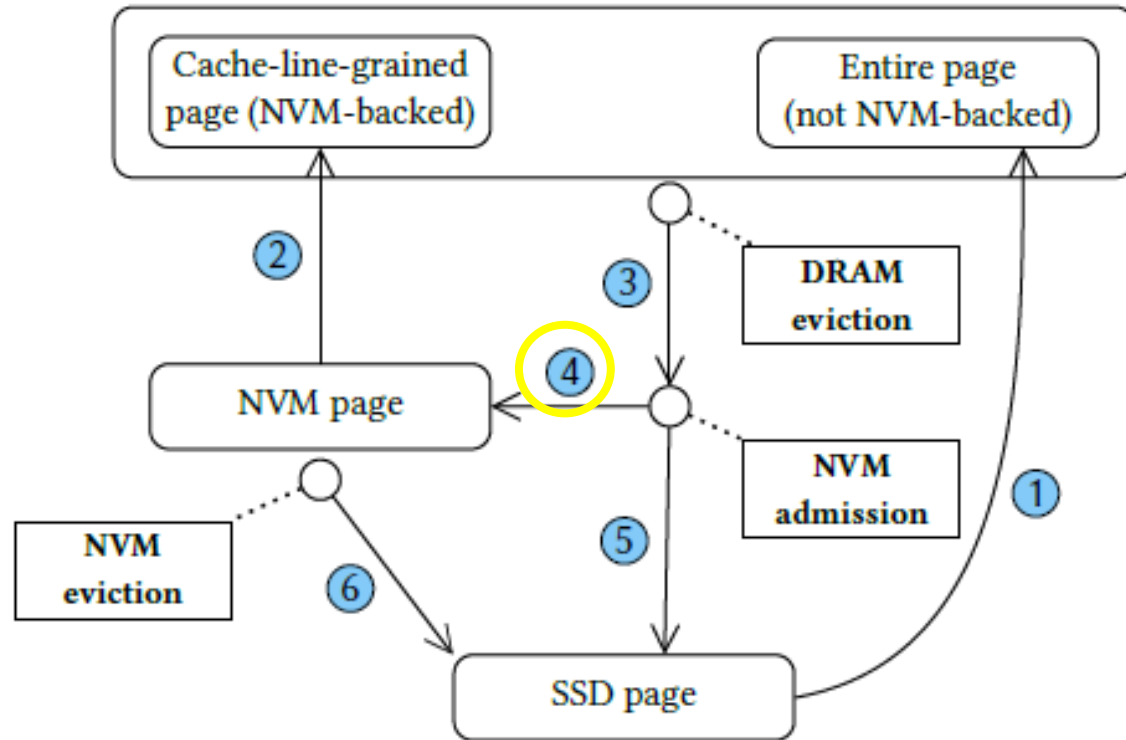 Cache-line-grained
page (NVM-backed)
Entire page
(not NVM-backed)
2
3
DRAM
eviction
4
NVM page
NVM
admission
1
5
NVM
eviction
6
SSD page